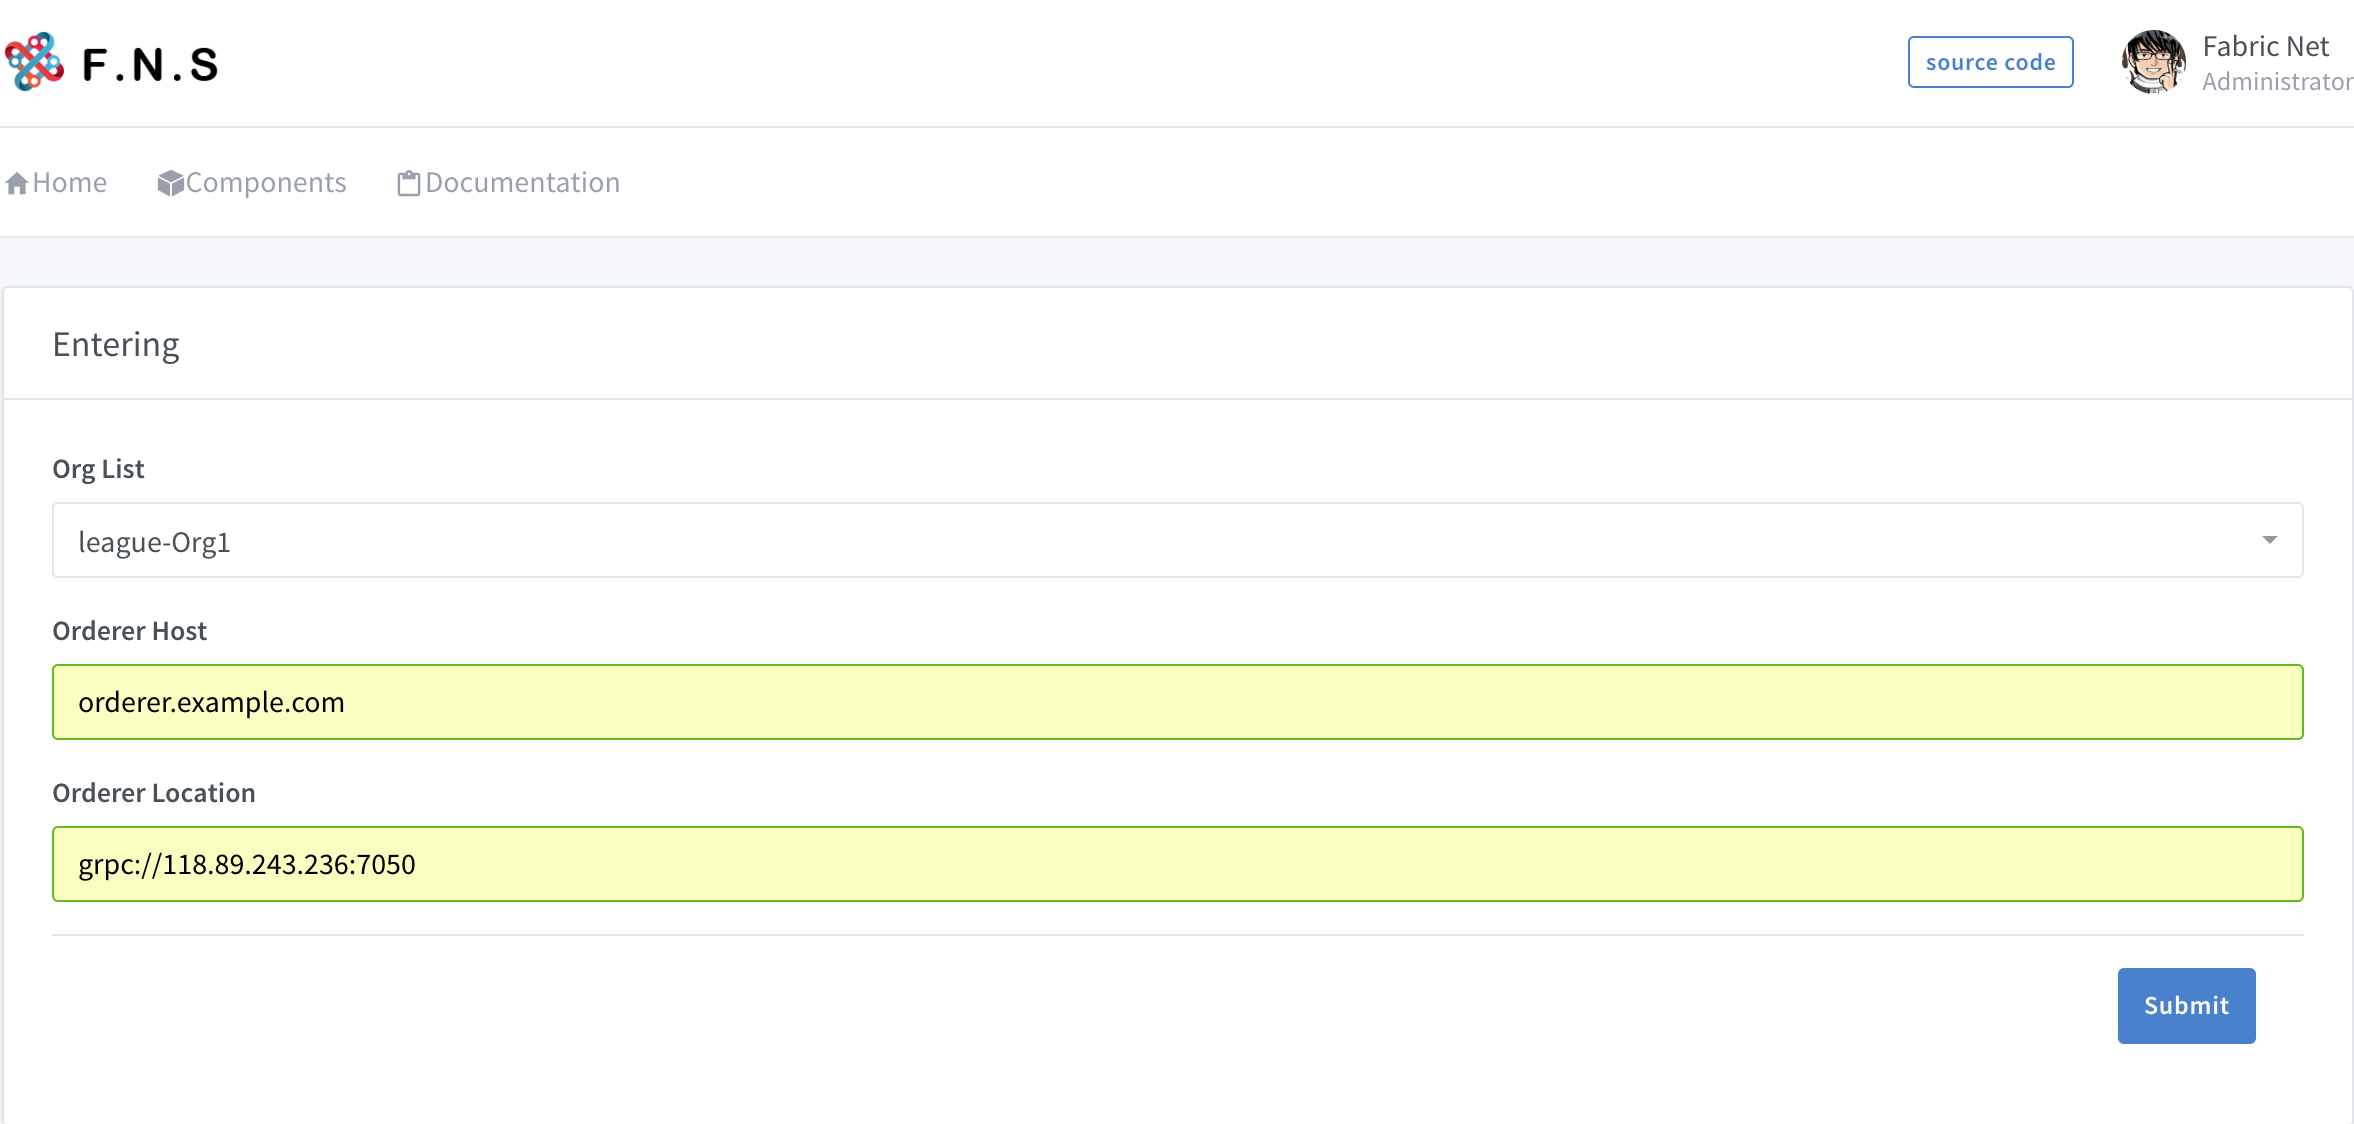 F.N.S
source code
Fabric Net
Administrator
Home
Components
Documentation
Entering
Org List
league-Org1
Orderer Host
orderer.example.com
Orderer Location
grpc://118.89.243.236:7050
Submit